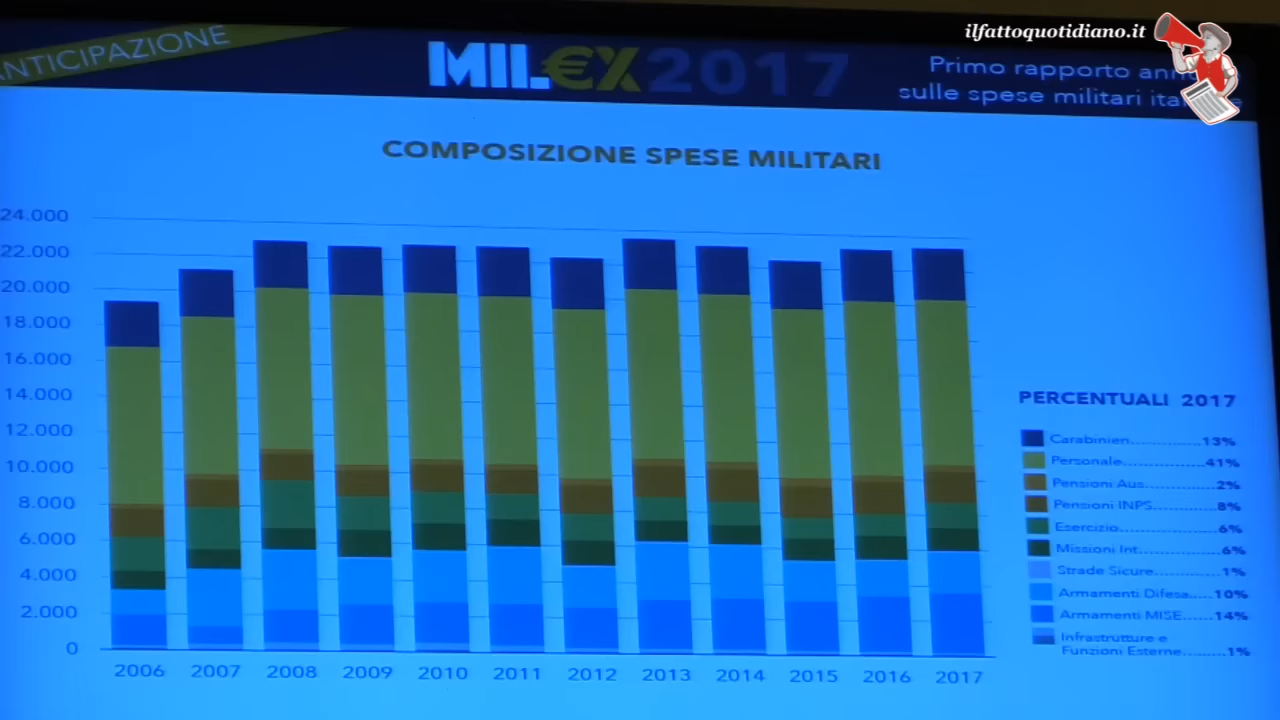 ilfattoquotidiano.it
ANTICIPAZIONE
MIL€X 2017
Primo rapporto
sulle spese militari
COMPOSIZIONE SPESE MILITARI
24.000
22.000
20.000
18.000
16.000
14.000
12.000
10.000
8.000
6.000
4.000
2.000
0
2006 2007 2008 2009 2010 2011 2012 2013 2014 2015 2016 2017
PERCENTUALI 2017
Carabinieri 13%
Personale 41%
Pensioni Aus. 2%
Pensioni INPS 8%
Esercizio 6%
Missioni Int. 6%
Strade Sicure 1%
Armamenti Difesa 10%
Armamenti MISE 14%
Infrastrutture e
Funzioni Esterne 1%